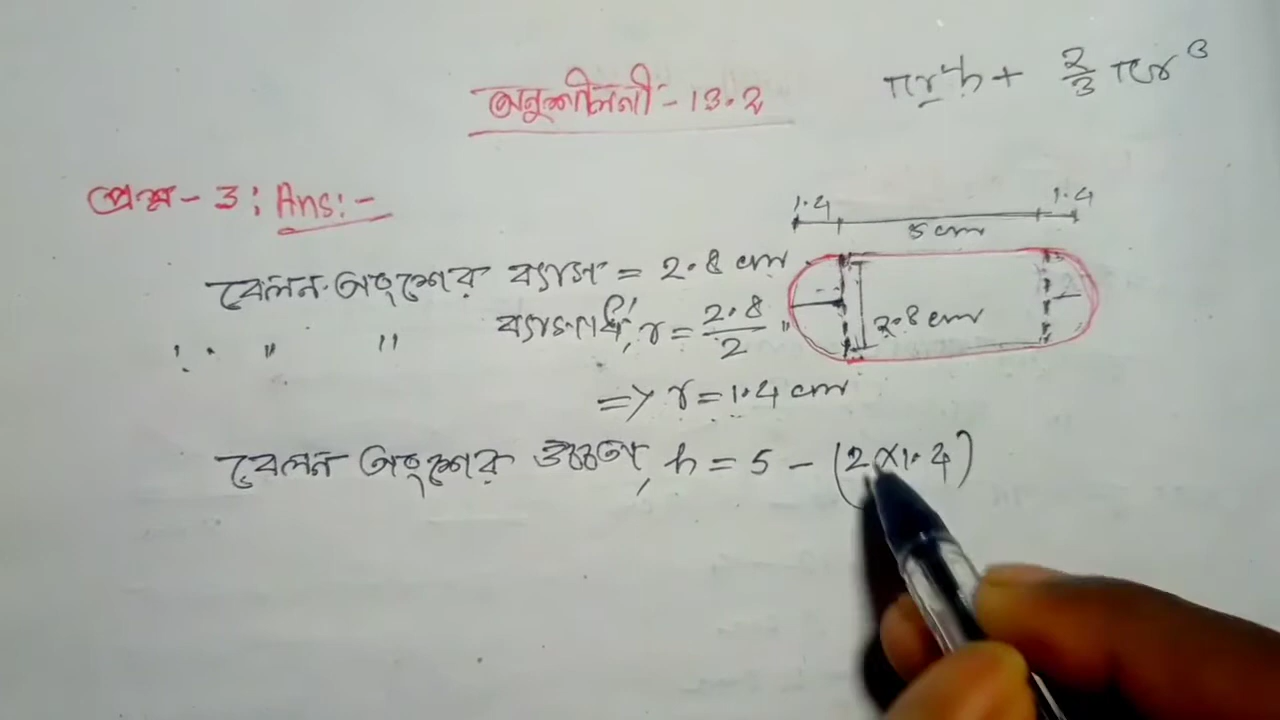 অনুশীলনী - 13.2
πr²h + 2/3 πr³
প্রশ্ন - 3 : Ans: -
1.4 5 cm 1.4
বেলন অংশের ব্যাস = 2.8 cm
2.8 cm
" " " ব্যাসার্ধ, r = 2.8/2 "
=> r = 1.4 cm
বেলন অংশের উচ্চতা, h = 5 - (2×1.4)